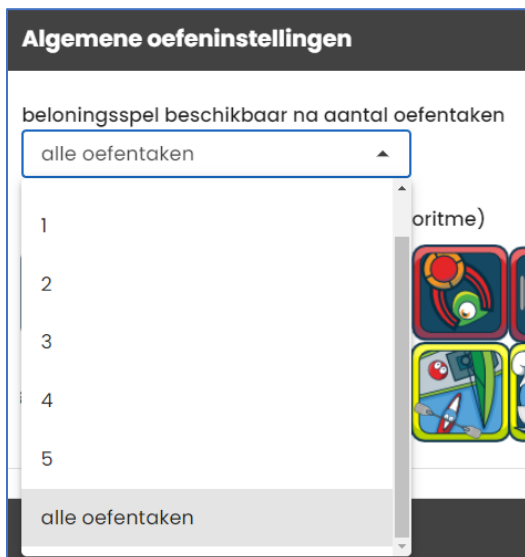 Algemene oefeninstellingen
beloningsspel beschikbaar na aantal oefentaken
alle oefentaken
oritme)
1
2
3
4
5
alle oefentaken